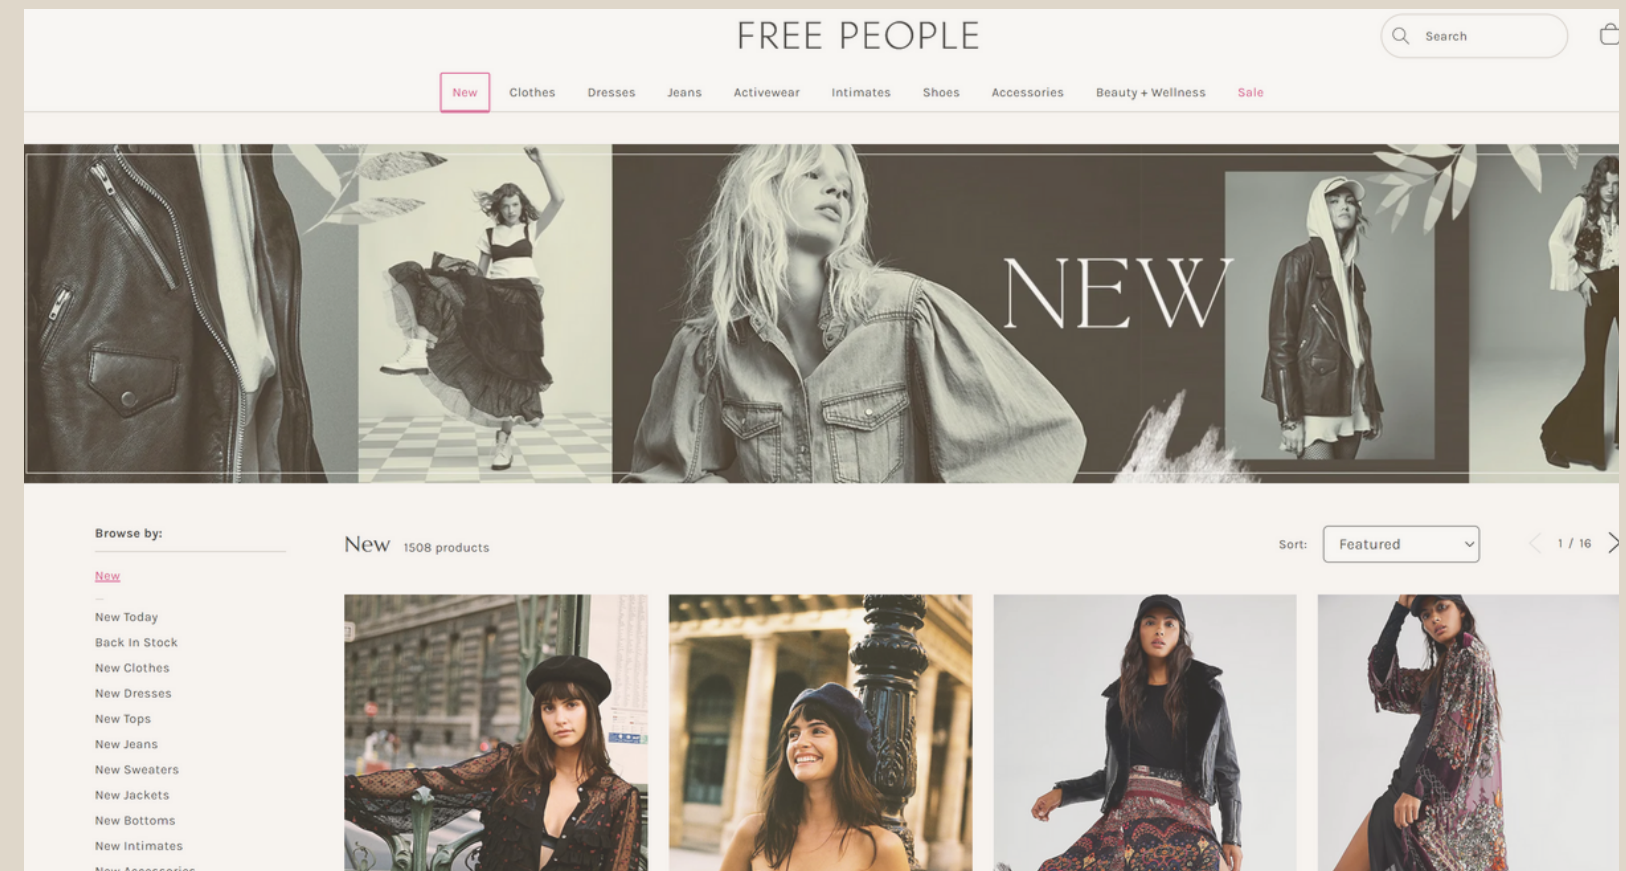 FREE PEOPLE
Search
New Clothes Dresses Jeans Activewear Intimates Shoes Accessories Beauty + Wellness Sale
NEW
Browse by:
New 1508 products
Sort: Featured 1 / 16
New
New Today
Back In Stock
New Clothes
New Dresses
New Tops
New Jeans
New Sweaters
New Jackets
New Bottoms
New Intimates
New Accessories